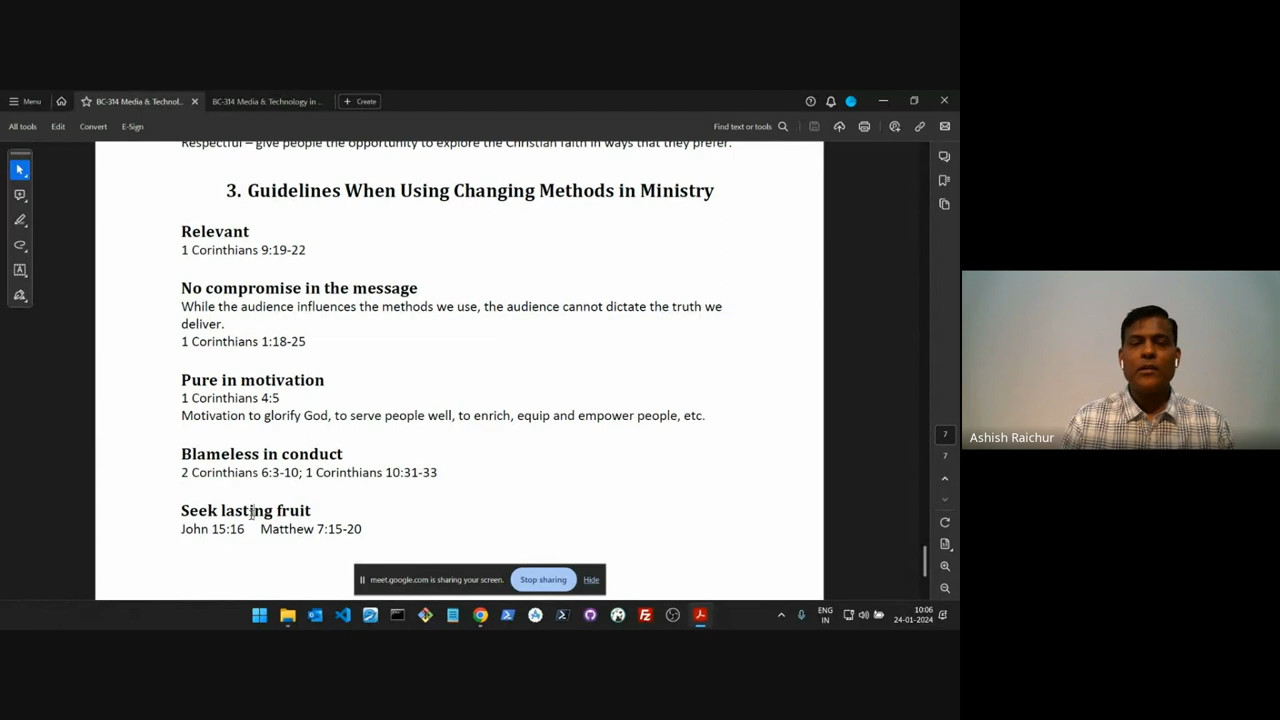 Menu
BC-314 Media & Technol...
BC-314 Media & Technology in...
Create
All tools
Edit
Convert
E-Sign
Find text or tools
Respectful – give people the opportunity to explore the Christian faith in ways that they prefer.
3. Guidelines When Using Changing Methods in Ministry
Relevant
1 Corinthians 9:19-22
No compromise in the message
While the audience influences the methods we use, the audience cannot dictate the truth we
deliver.
1 Corinthians 1:18-25
Pure in motivation
1 Corinthians 4:5
Motivation to glorify God, to serve people well, to enrich, equip and empower people, etc.
Blameless in conduct
2 Corinthians 6:3-10; 1 Corinthians 10:31-33
Seek lasting fruit
John 15:16 Matthew 7:15-20
7
7
Ashish Raichur
meet.google.com is sharing your screen.
Stop sharing
Hide
ENG
IN
10:06
24-01-2024